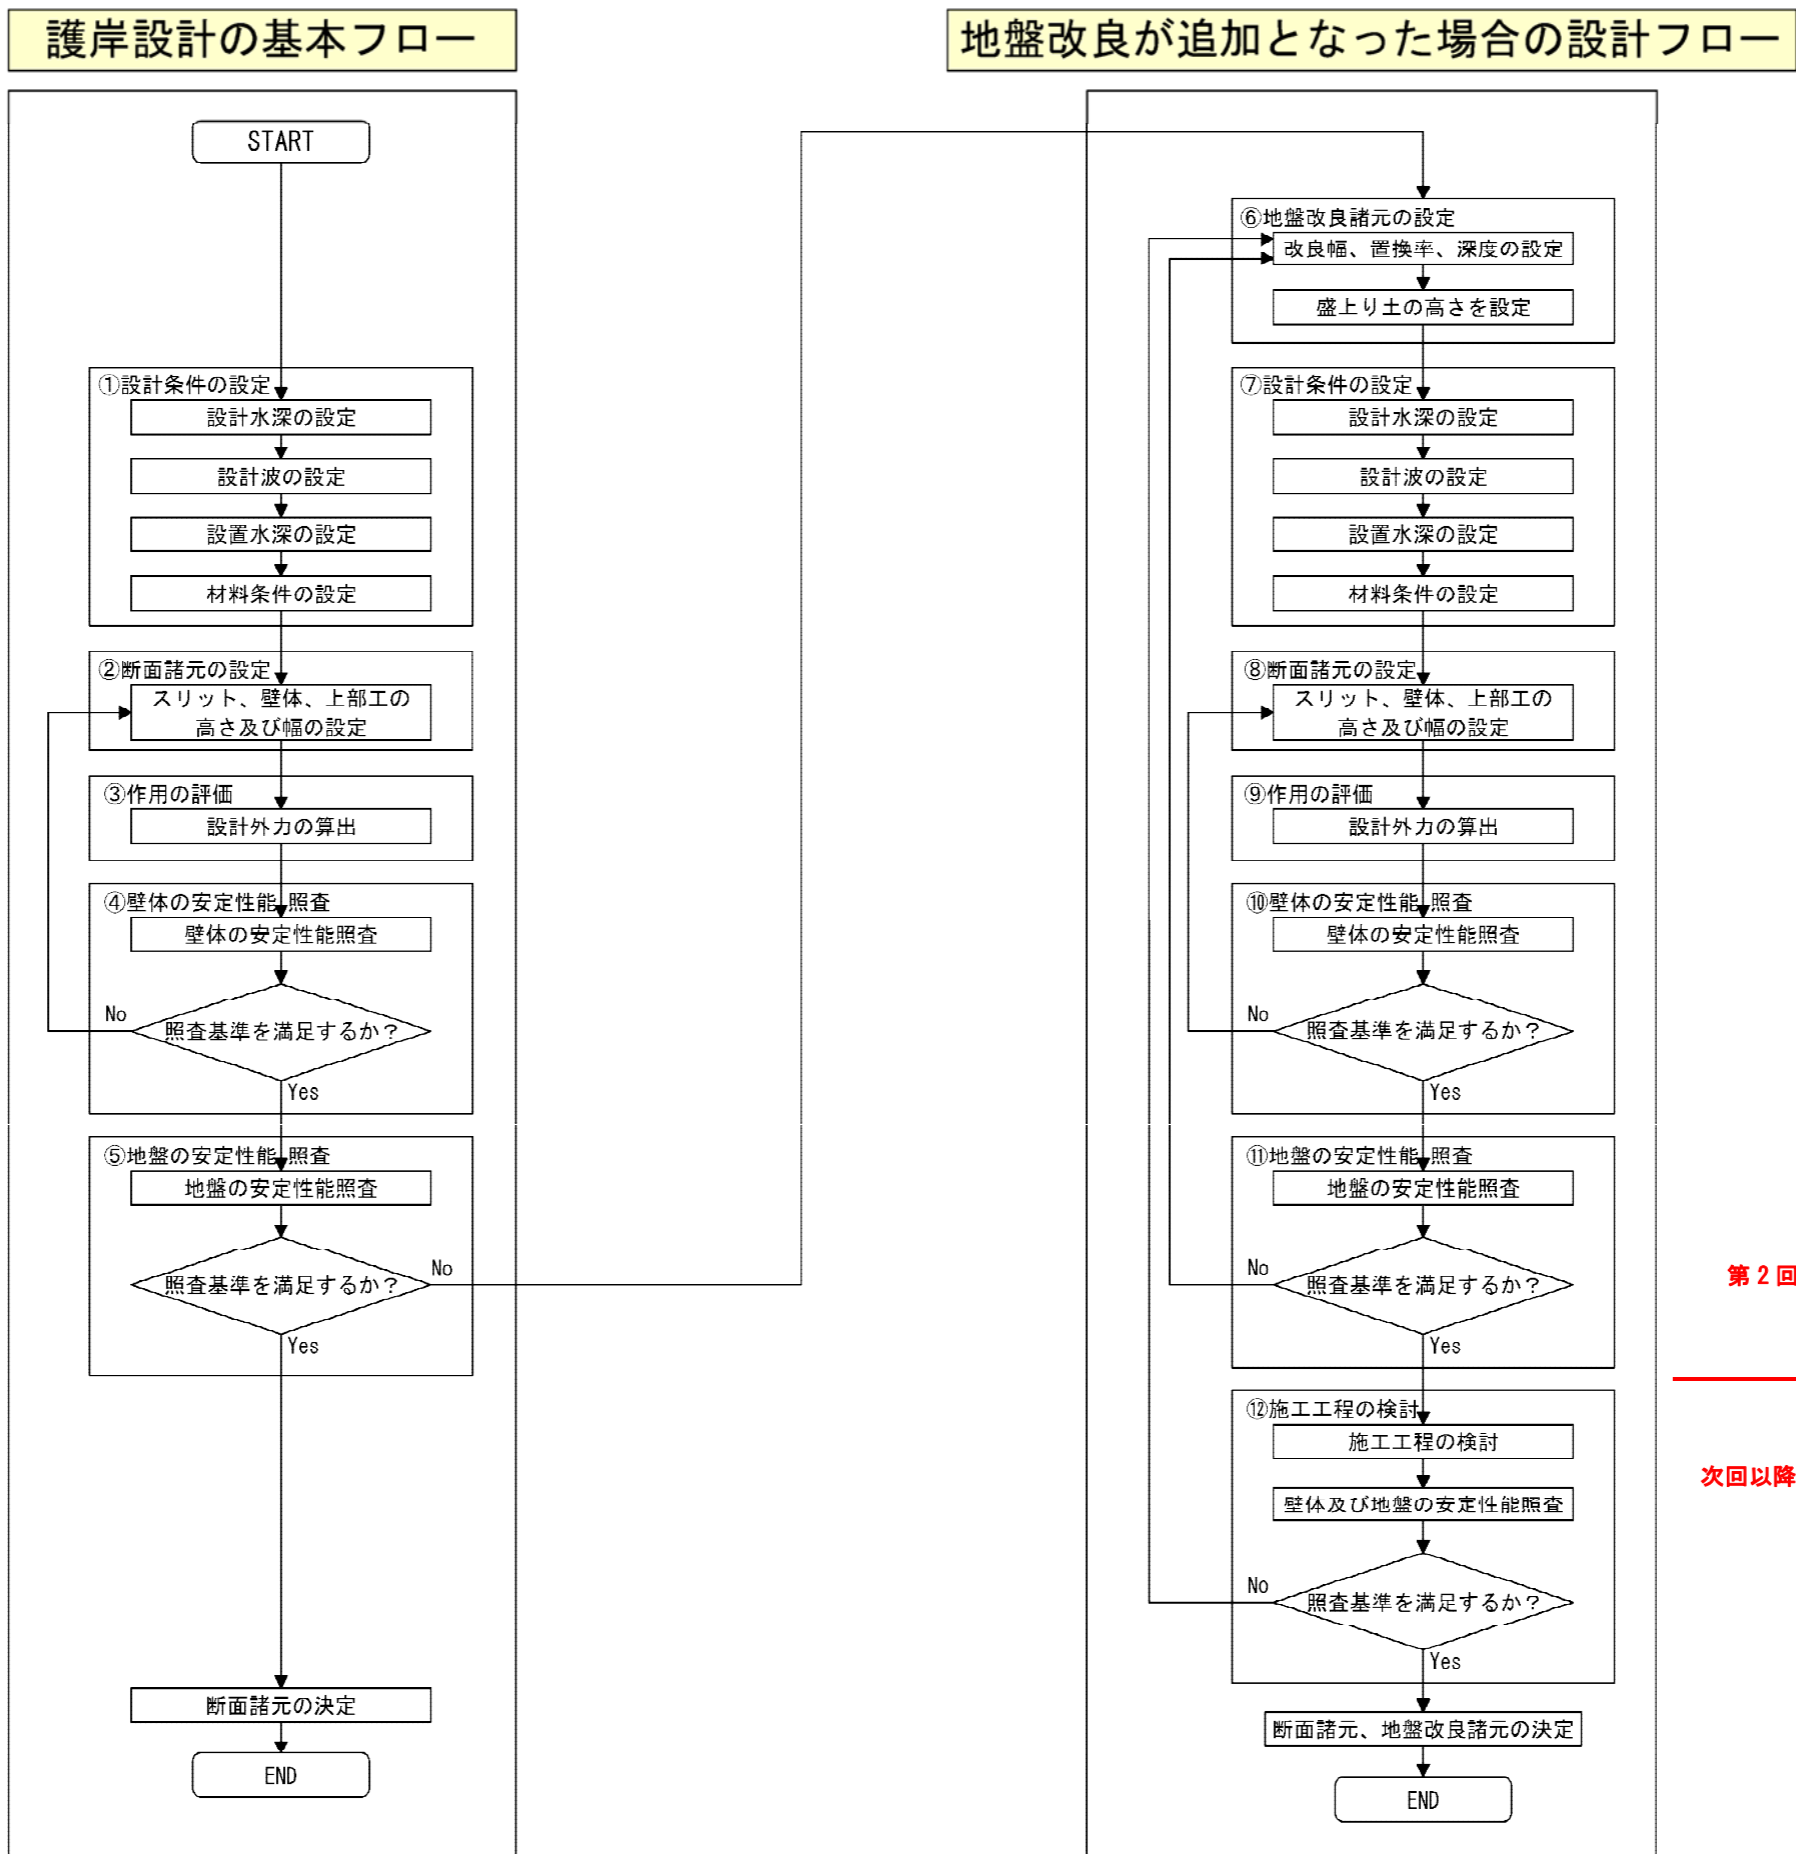 護岸設計の基本フロー
START
①設計条件の設定
設計水深の設定
設計波の設定
設置水深の設定
材料条件の設定
②断面諸元の設定
スリット、壁体、上部工の
高さ及び幅の設定
③作用の評価
設計外力の算出
④壁体の安定性能 照査
壁体の安定性能照査
No
照査基準を満足するか？
Yes
⑤地盤の安定性能 照査
地盤の安定性能照査
No
照査基準を満足するか？
Yes
断面諸元の決定
END
地盤改良が追加となった場合の設計フロー
⑥地盤改良諸元の設定
改良幅、置換率、深度の設定
盛上り土の高さを設定
⑦設計条件の設定
設計水深の設定
設計波の設定
設置水深の設定
材料条件の設定
⑧断面諸元の設定
スリット、壁体、上部工の
高さ及び幅の設定
⑨作用の評価
設計外力の算出
⑩壁体の安定性能 照査
壁体の安定性能照査
No
照査基準を満足するか？
Yes
⑪地盤の安定性能 照査
地盤の安定性能照査
No
照査基準を満足するか？
Yes
⑫施工工程の検討
施工工程の検討
壁体及び地盤の安定性能照査
No
照査基準を満足するか？
Yes
断面諸元、地盤改良諸元の決定
END
第２回
次回以降